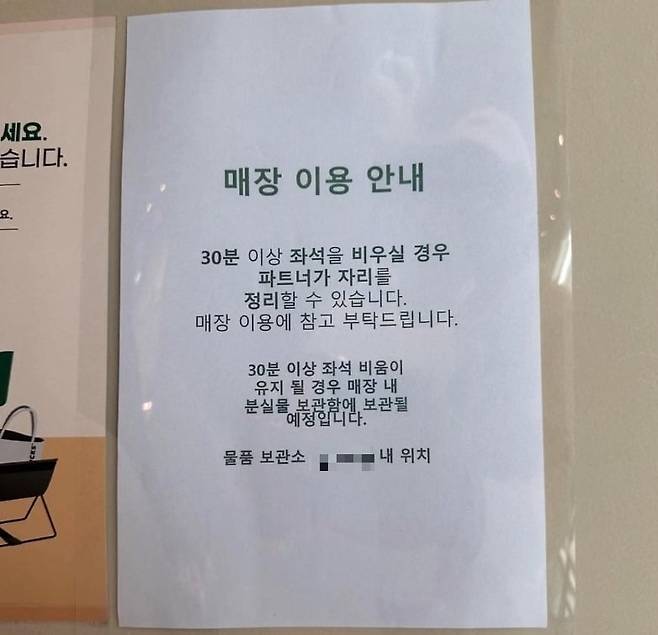 세요.
습니다.
요.
매장 이용 안내
30분 이상 좌석을 비우실 경우
파트너가 자리를
정리할 수 있습니다.
매장 이용에 참고 부탁드립니다.
30분 이상 좌석 비움이
유지 될 경우 매장 내
분실물 보관함에 보관될
예정입니다.
물품 보관소 내 위치